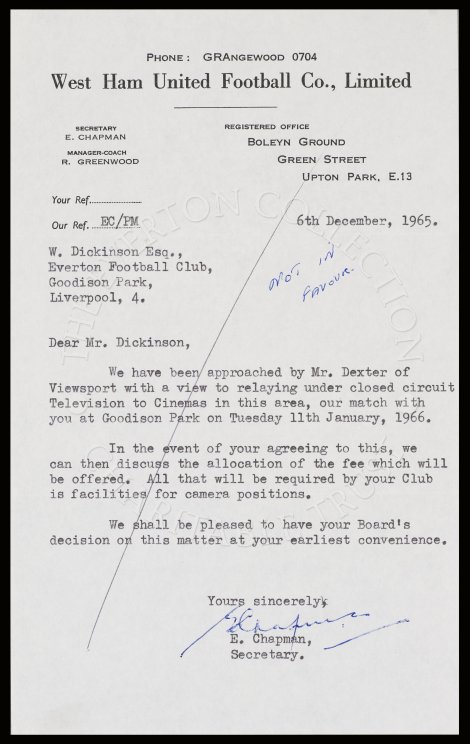 PHONE: GRANGEWOOD 0704
West Ham United Football Co., Limited
SECRETARY
E. CHAPMAN
MANAGER-COACH
R. GREENWOOD
REGISTERED OFFICE
BOLEYN GROUND
GREEN STREET
UPTON PARK, E.13
Your Ref.
Our Ref. EC/PM
6th December, 1965.
W. Dickinson Esq.,
Everton Football Club,
Goodison Park,
Liverpool, 4.
NOT IN
FAVOUR.
Dear Mr. Dickinson,
We have been approached by Mr. Dexter of
Viewsport with a view to relaying under closed circuit
Television to Cinemas in this area, our match with
you at Goodison Park on Tuesday 11th January, 1966.
In the event of your agreeing to this, we
can then discuss the allocation of the fee which will
be offered. All that will be required by your Club
is facilities for camera positions.
We shall be pleased to have your Board's
decision on this matter at your earliest convenience.
Yours sincerely,
EChapman
E. Chapman,
Secretary.
THE EVERTON COLLECTION
CHARITABLE TRUST